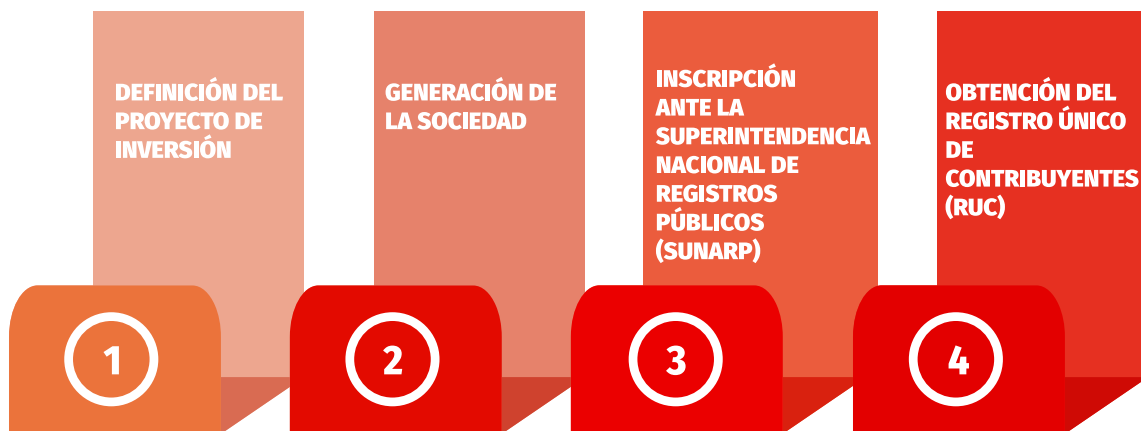 DEFINICIÓN DEL
PROYECTO DE
INVERSIÓN
1
GENERACIÓN DE
LA SOCIEDAD
2
INSCRIPCIÓN
ANTE LA
SUPERINTENDENCIA
NACIONAL DE
REGISTROS
PÚBLICOS
(SUNARP)
3
OBTENCIÓN DEL
REGISTRO ÚNICO
DE
CONTRIBUYENTES
(RUC)
4